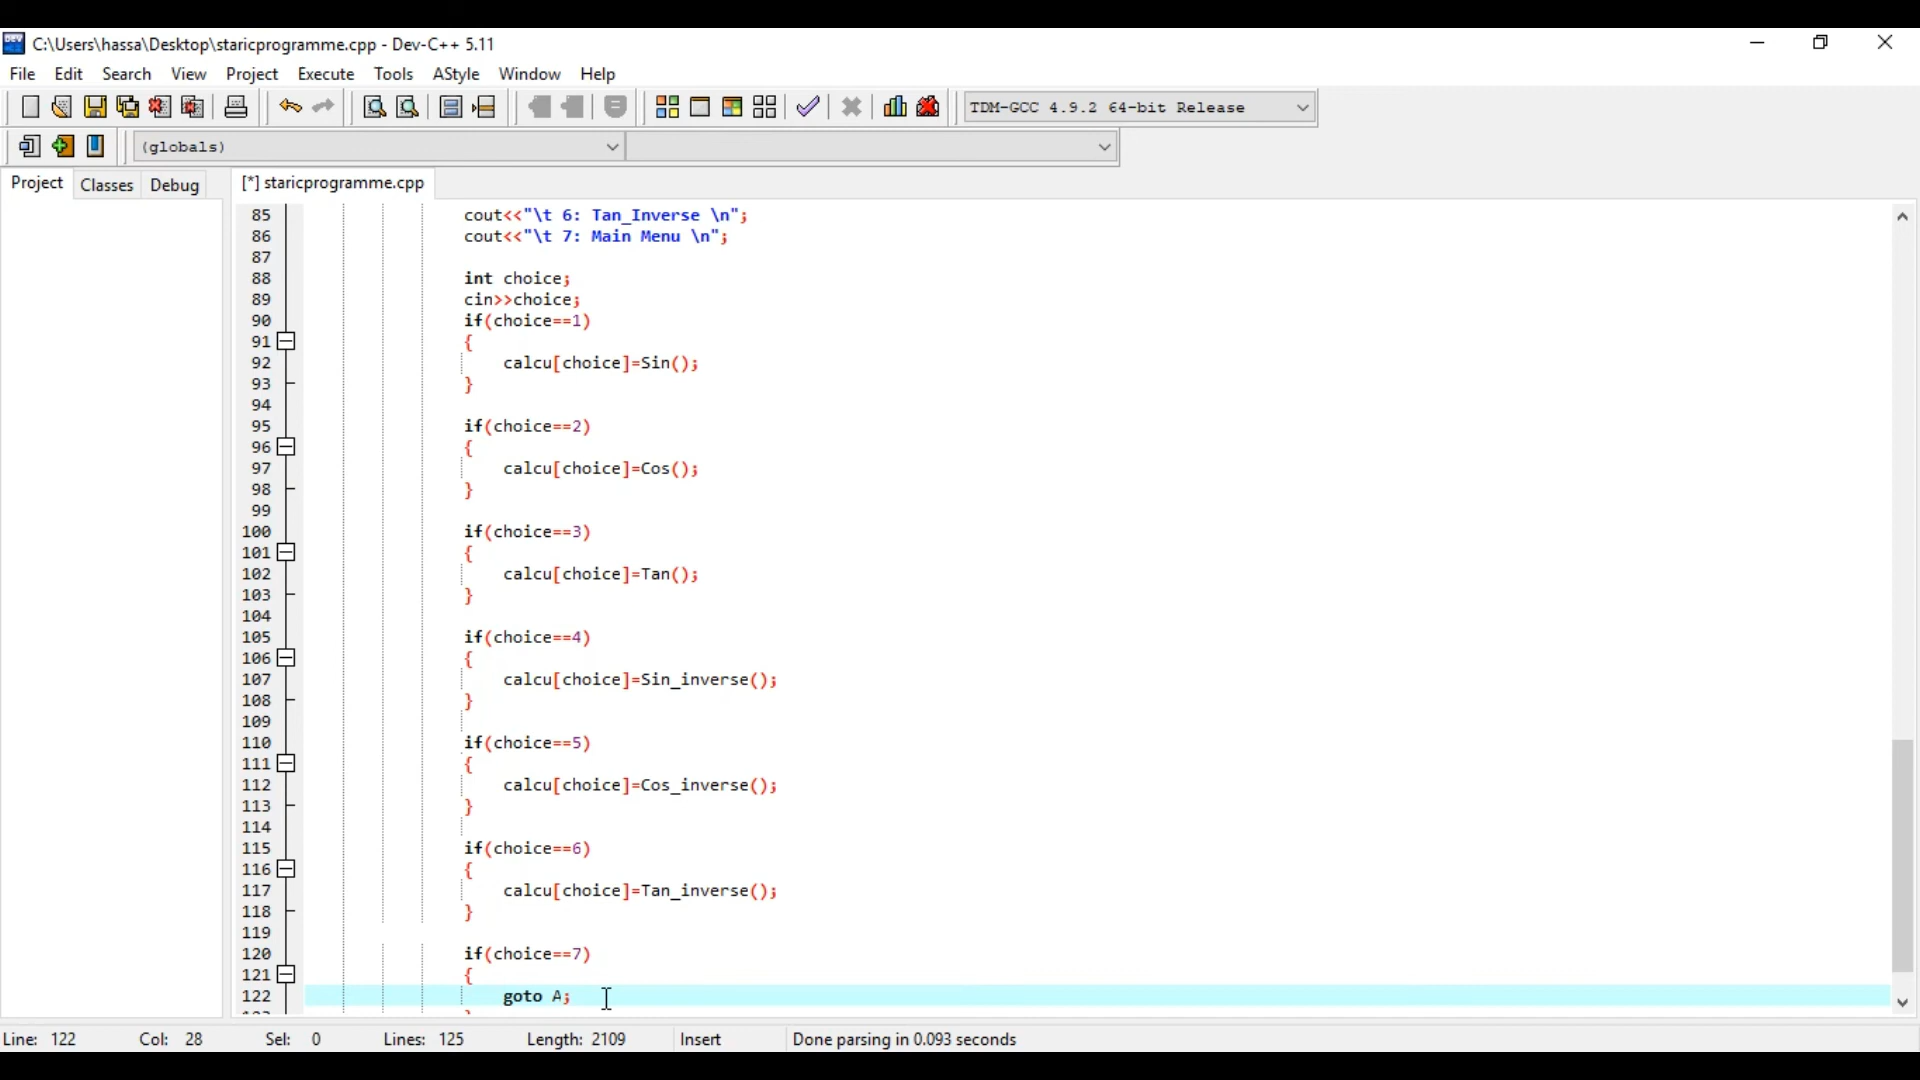 C:\Users\hassa\Desktop\staricprogramme.cpp - Dev-C++ 5.11
File Edit Search View Project Execute Tools AStyle Window Help
TDM-GCC 4.9.2 64-bit Release
(globals)
Project Classes Debug [*] staricprogramme.cpp
85 cout<<"\t 6: Tan_Inverse \n";
86 cout<<"\t 7: Main Menu \n";
87
88 int choice;
89 cin>>choice;
90 if(choice==1)
91 {
92 calcu[choice]=Sin();
93 }
94
95 if(choice==2)
96 {
97 calcu[choice]=Cos();
98 }
99
100 if(choice==3)
101 {
102 calcu[choice]=Tan();
103 }
104
105 if(choice==4)
106 {
107 calcu[choice]=Sin_inverse();
108 }
109
110 if(choice==5)
111 {
112 calcu[choice]=Cos_inverse();
113 }
114
115 if(choice==6)
116 {
117 calcu[choice]=Tan_inverse();
118 }
119
120 if(choice==7)
121 {
122 goto A;
Line: 122 Col: 28 Sel: 0 Lines: 125 Length: 2109 Insert Done parsing in 0.093 seconds